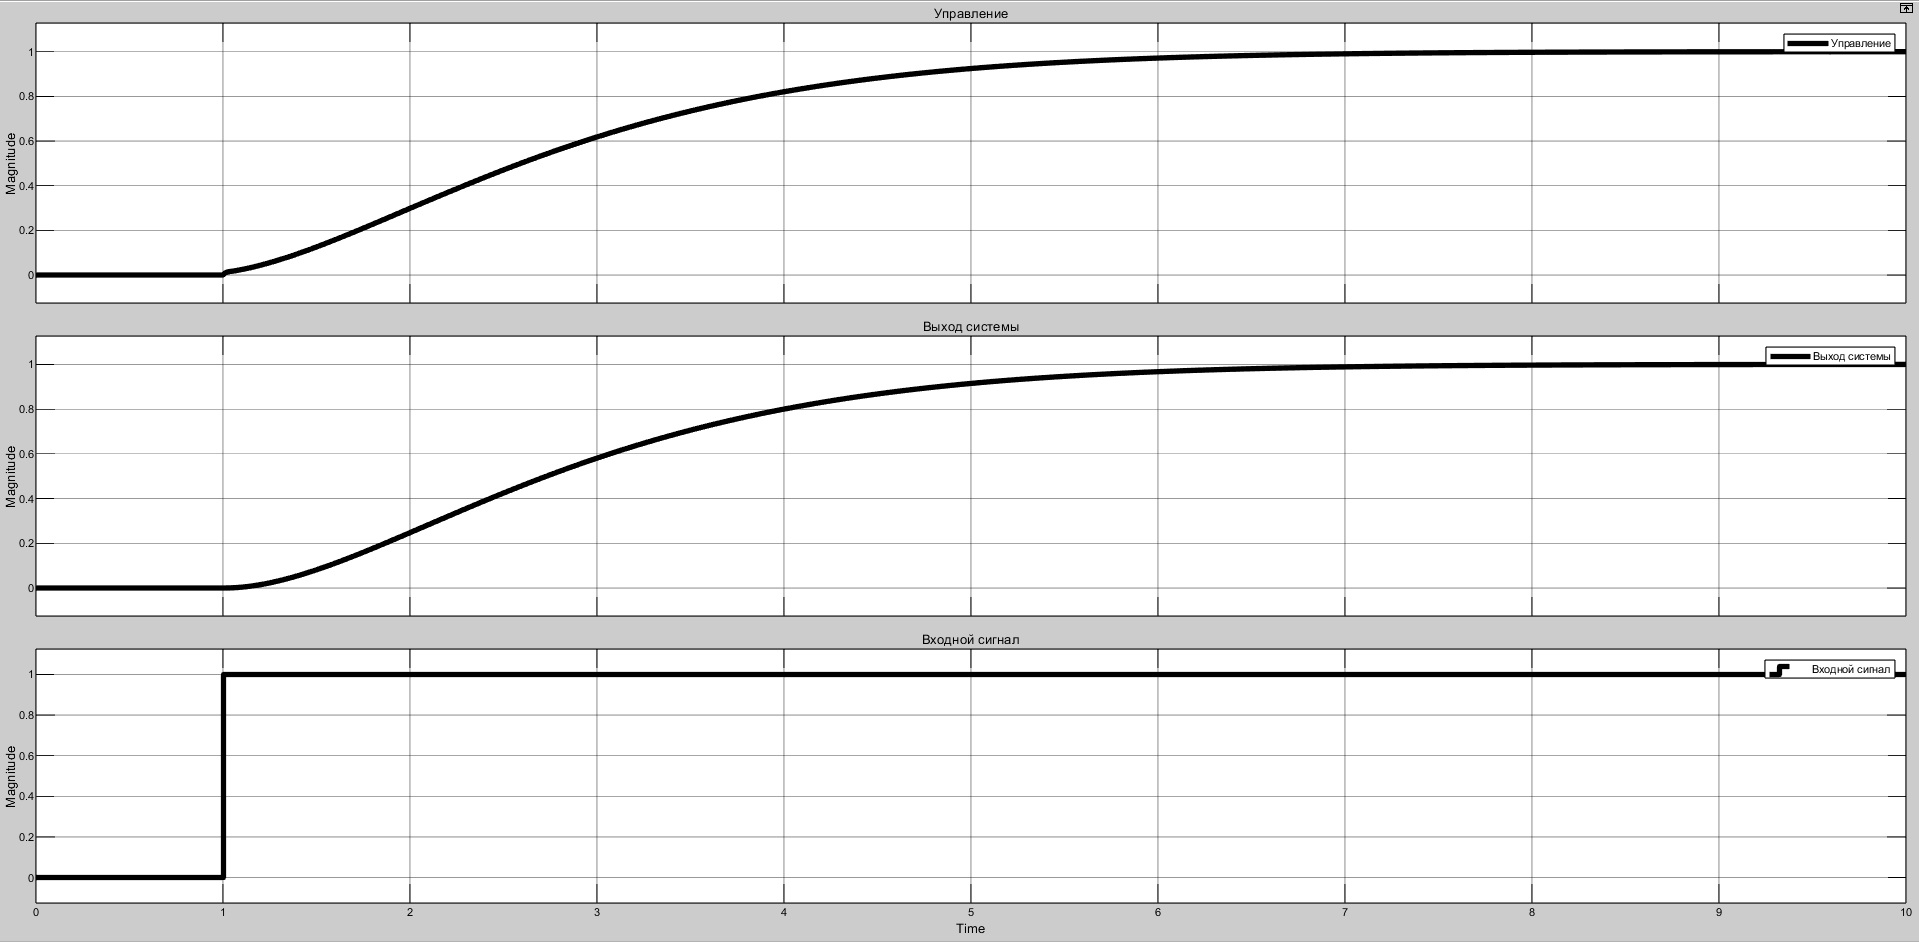 Управление
Magnitude
1
0.8
0.6
0.4
0.2
0
Управление
Выход системы
Magnitude
1
0.8
0.6
0.4
0.2
0
Выход системы
Входной сигнал
Magnitude
1
0.8
0.6
0.4
0.2
0
Входной сигнал
0 1 2 3 4 5 6 7 8 9 10
Time